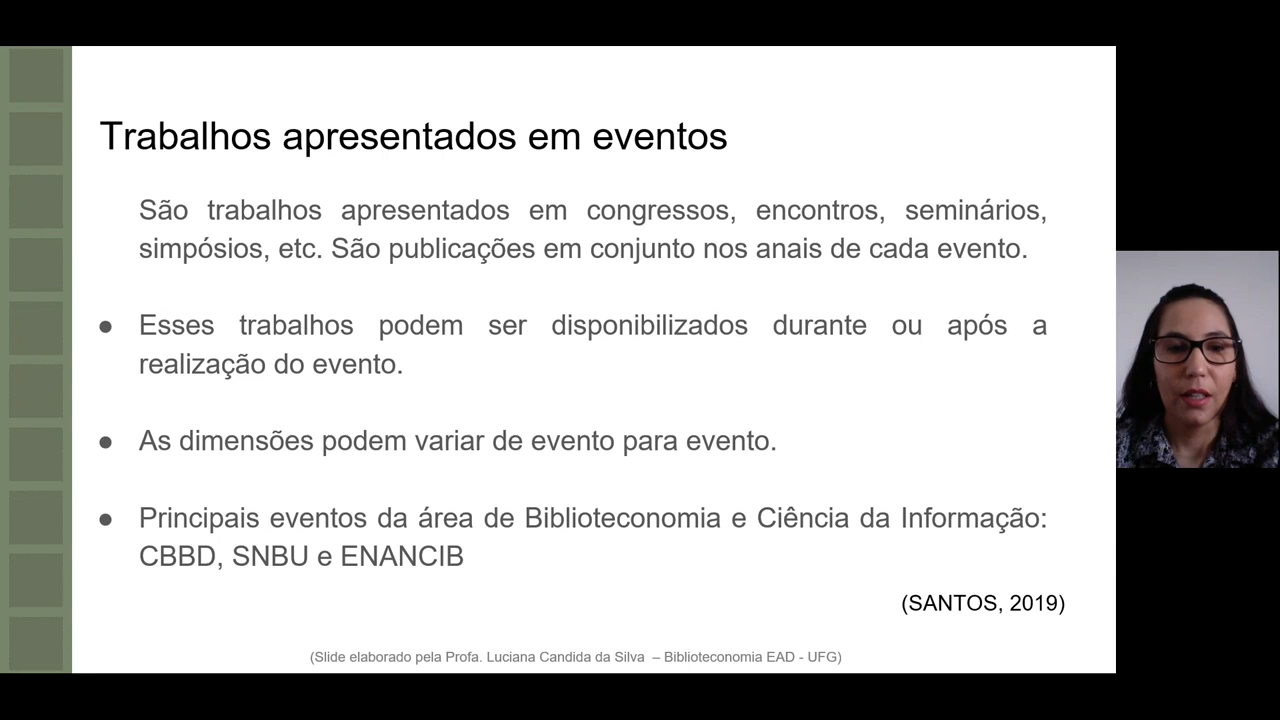 Trabalhos apresentados em eventos
São trabalhos apresentados em congressos, encontros, seminários,
simpósios, etc. São publicações em conjunto nos anais de cada evento.
● Esses trabalhos podem ser disponibilizados durante ou após a
realização do evento.
● As dimensões podem variar de evento para evento.
● Principais eventos da área de Biblioteconomia e Ciência da Informação:
CBBD, SNBU e ENANCIB
(SANTOS, 2019)
(Slide elaborado pela Profa. Luciana Candida da Silva – Biblioteconomia EAD - UFG)